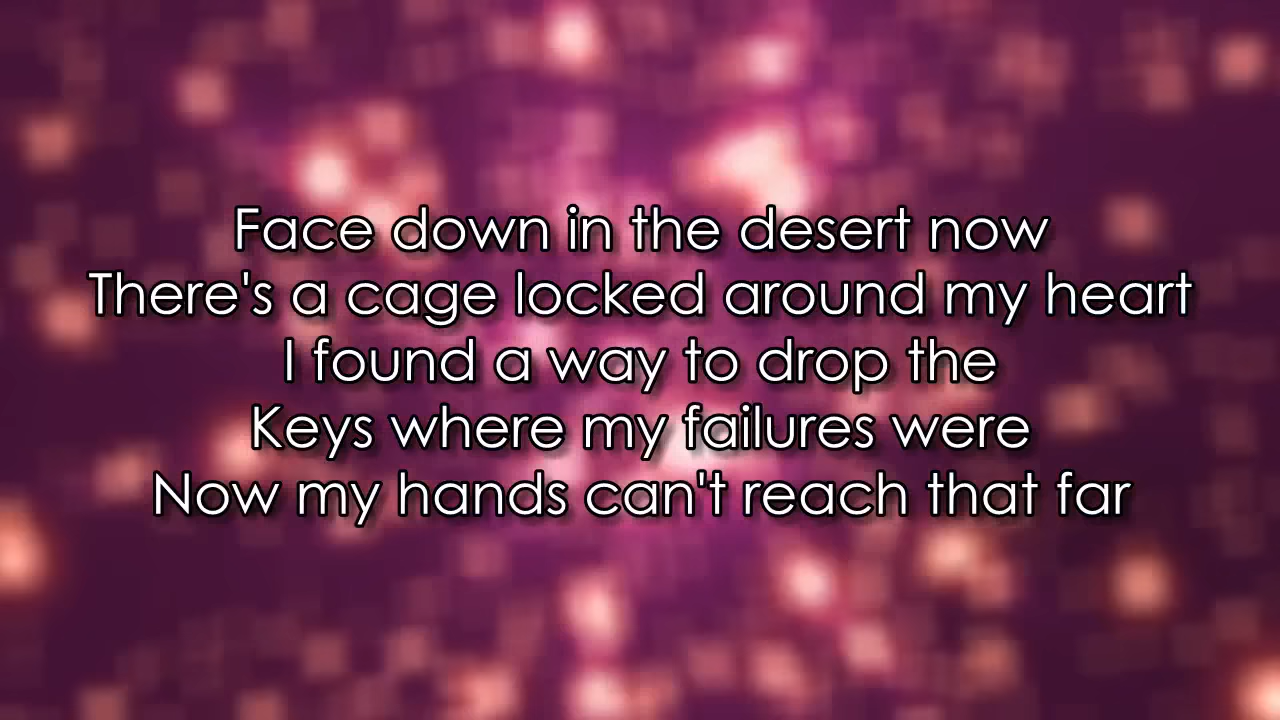 Face down in the desert now
There's a cage locked around my heart
I found a way to drop the
Keys where my failures were
Now my hands can't reach that far